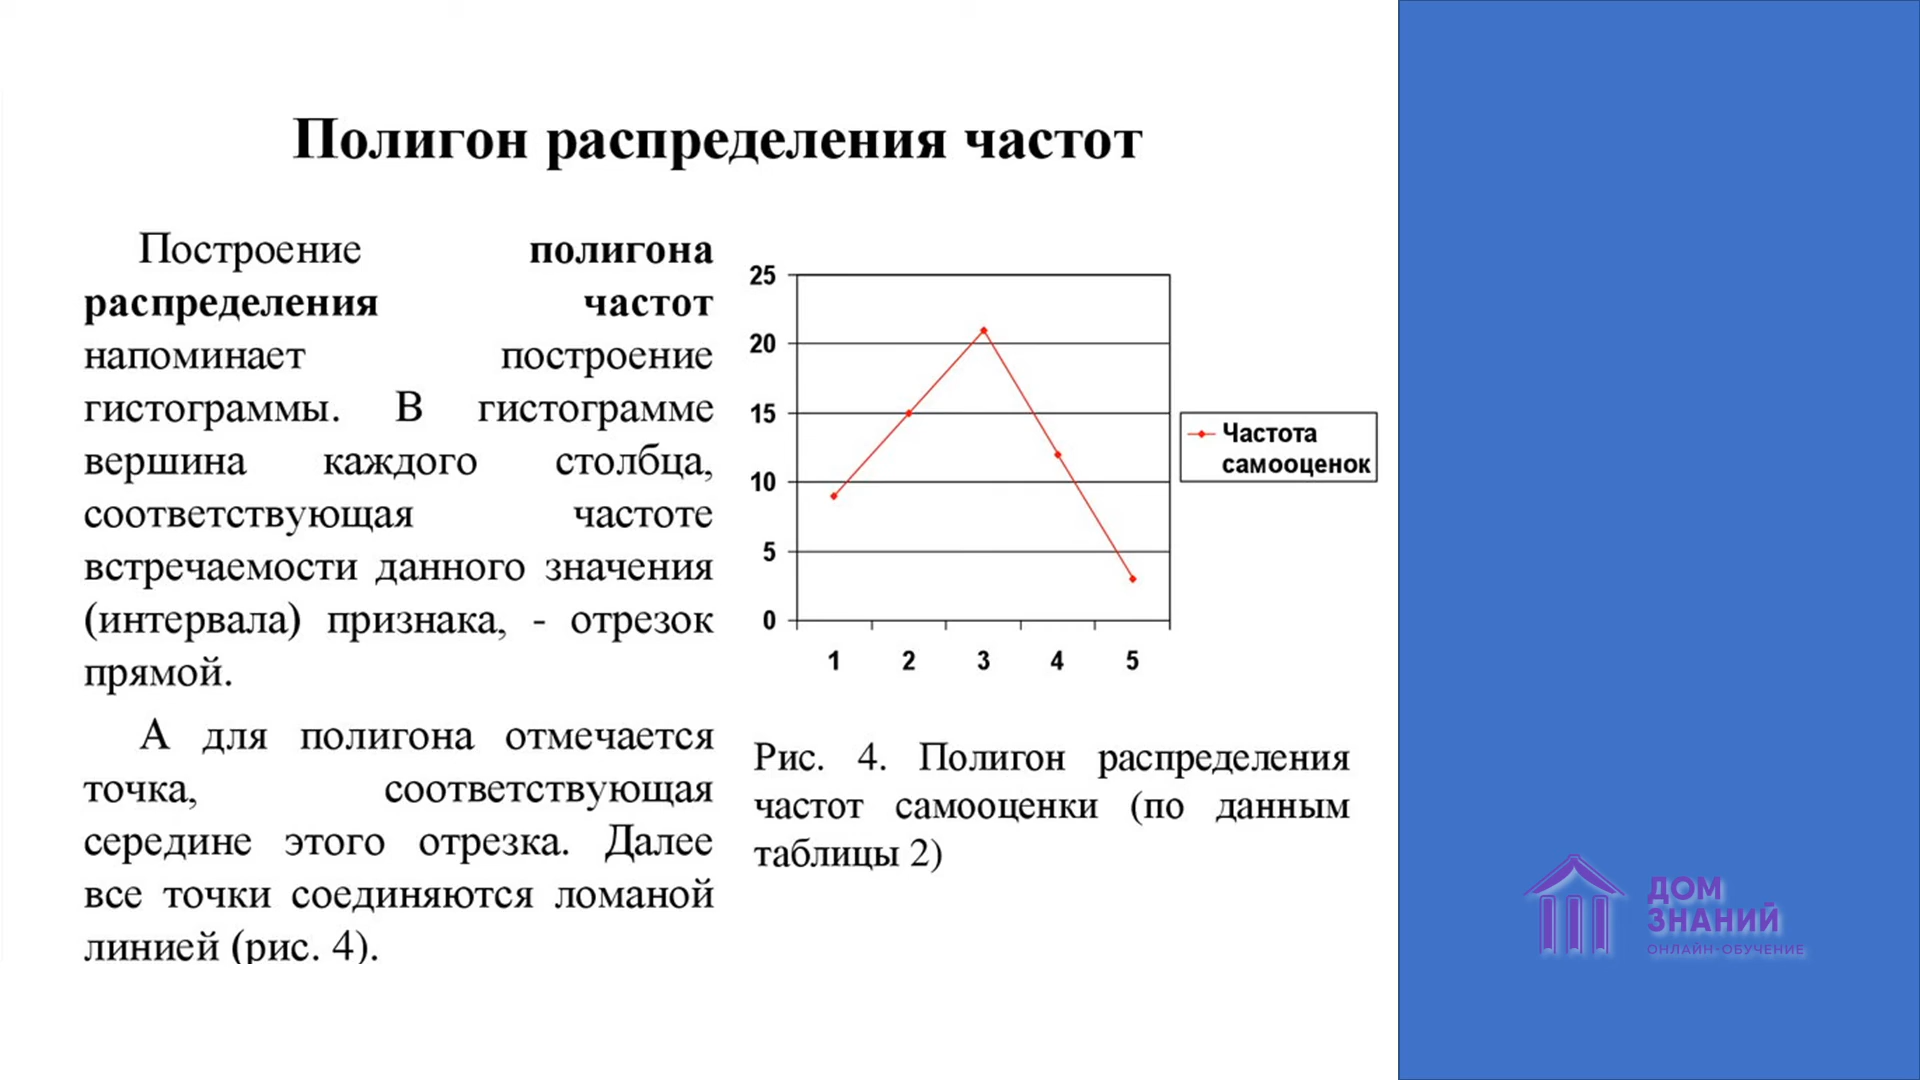 Полигон распределения частот
Построение полигона
распределения частот
напоминает построение
гистограммы. В гистограмме
вершина каждого столбца,
соответствующая частоте
встречаемости данного значения
(интервала) признака, - отрезок
прямой.
А для полигона отмечается
точка, соответствующая
середине этого отрезка. Далее
все точки соединяются ломаной
линией (рис. 4).
25
20
15
10
5
0
1 2 3 4 5
Частота
самооценок
Рис. 4. Полигон распределения
частот самооценки (по данным
таблицы 2)
ДОМ
ЗНАНИЙ
ОНЛАЙН-ОБУЧЕНИЕ